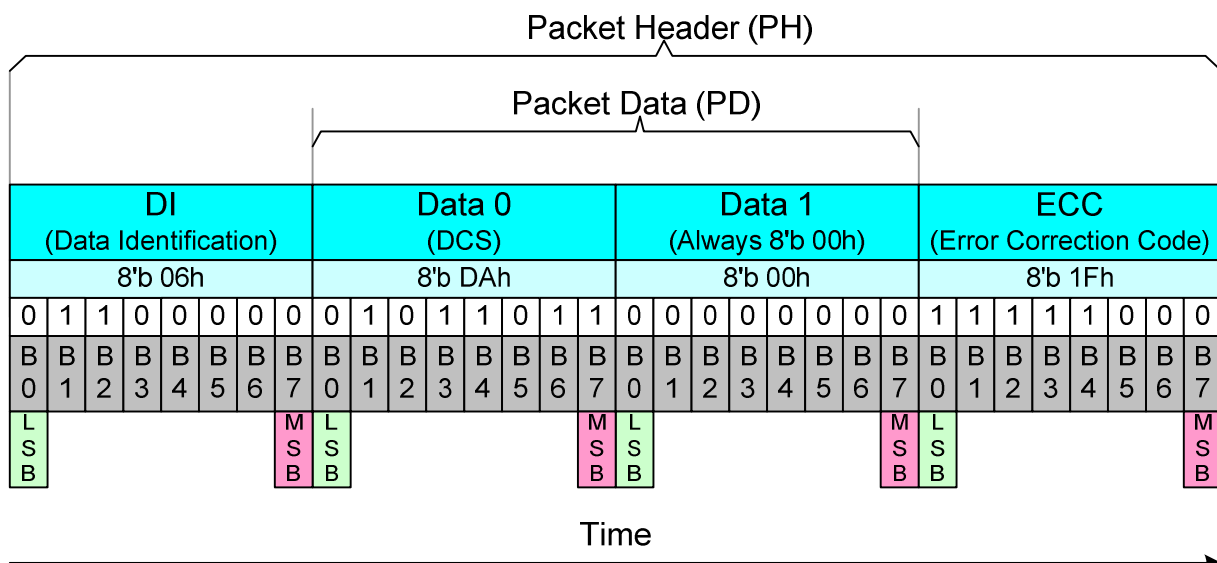 Packet Header (PH)
Packet Data (PD)
DI Data 0 Data 1 ECC
(Data Identification) (DCS) (Always 8'b 00h) (Error Correction Code)
8'b 06h 8'b DAh 8'b 00h 8'b 1Fh
0 1 1 0 0 0 0 0 0 1 0 1 1 0 1 1 0 0 0 0 0 0 0 0 1 1 1 1 1 0 0 0
B0 B1 B2 B3 B4 B5 B6 B7 B0 B1 B2 B3 B4 B5 B6 B7 B0 B1 B2 B3 B4 B5 B6 B7 B0 B1 B2 B3 B4 B5 B6 B7
LSB MSB LSB MSB LSB MSB LSB MSB
Time